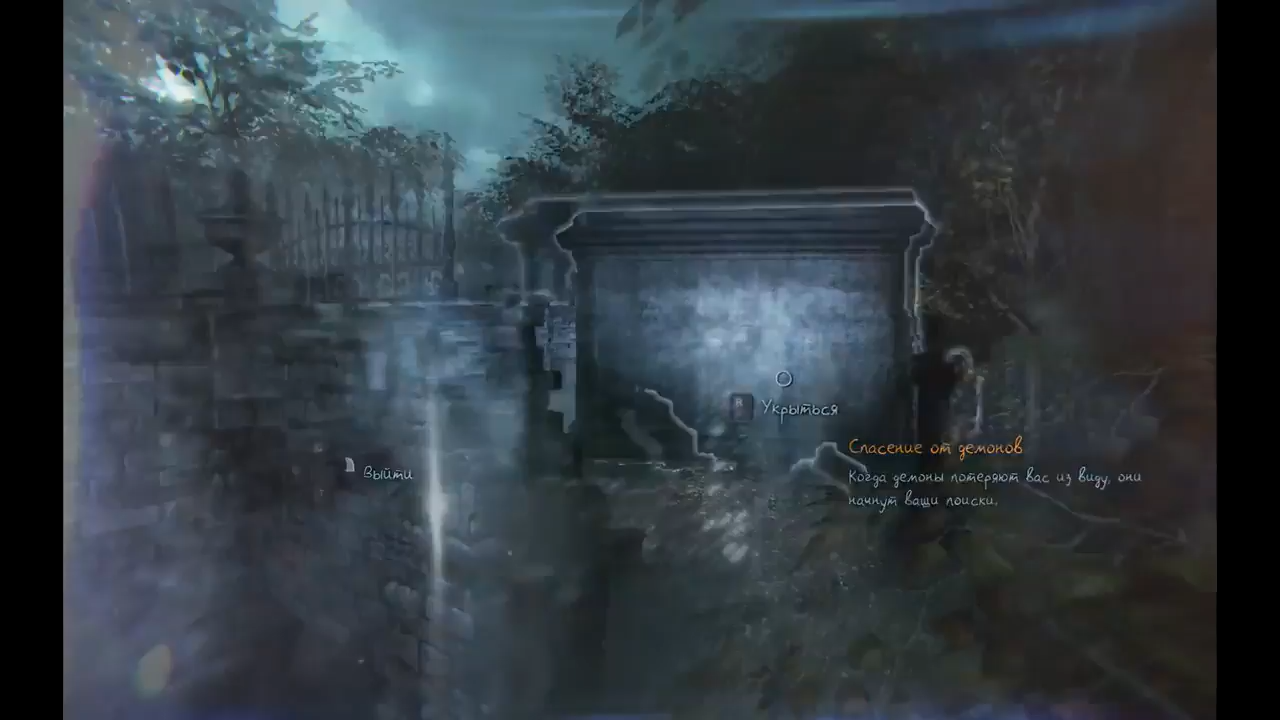 Укрыться
Спасение от демонов
Выйти
Когда демоны потеряют вас из виду, они
начнут ваши поиски.